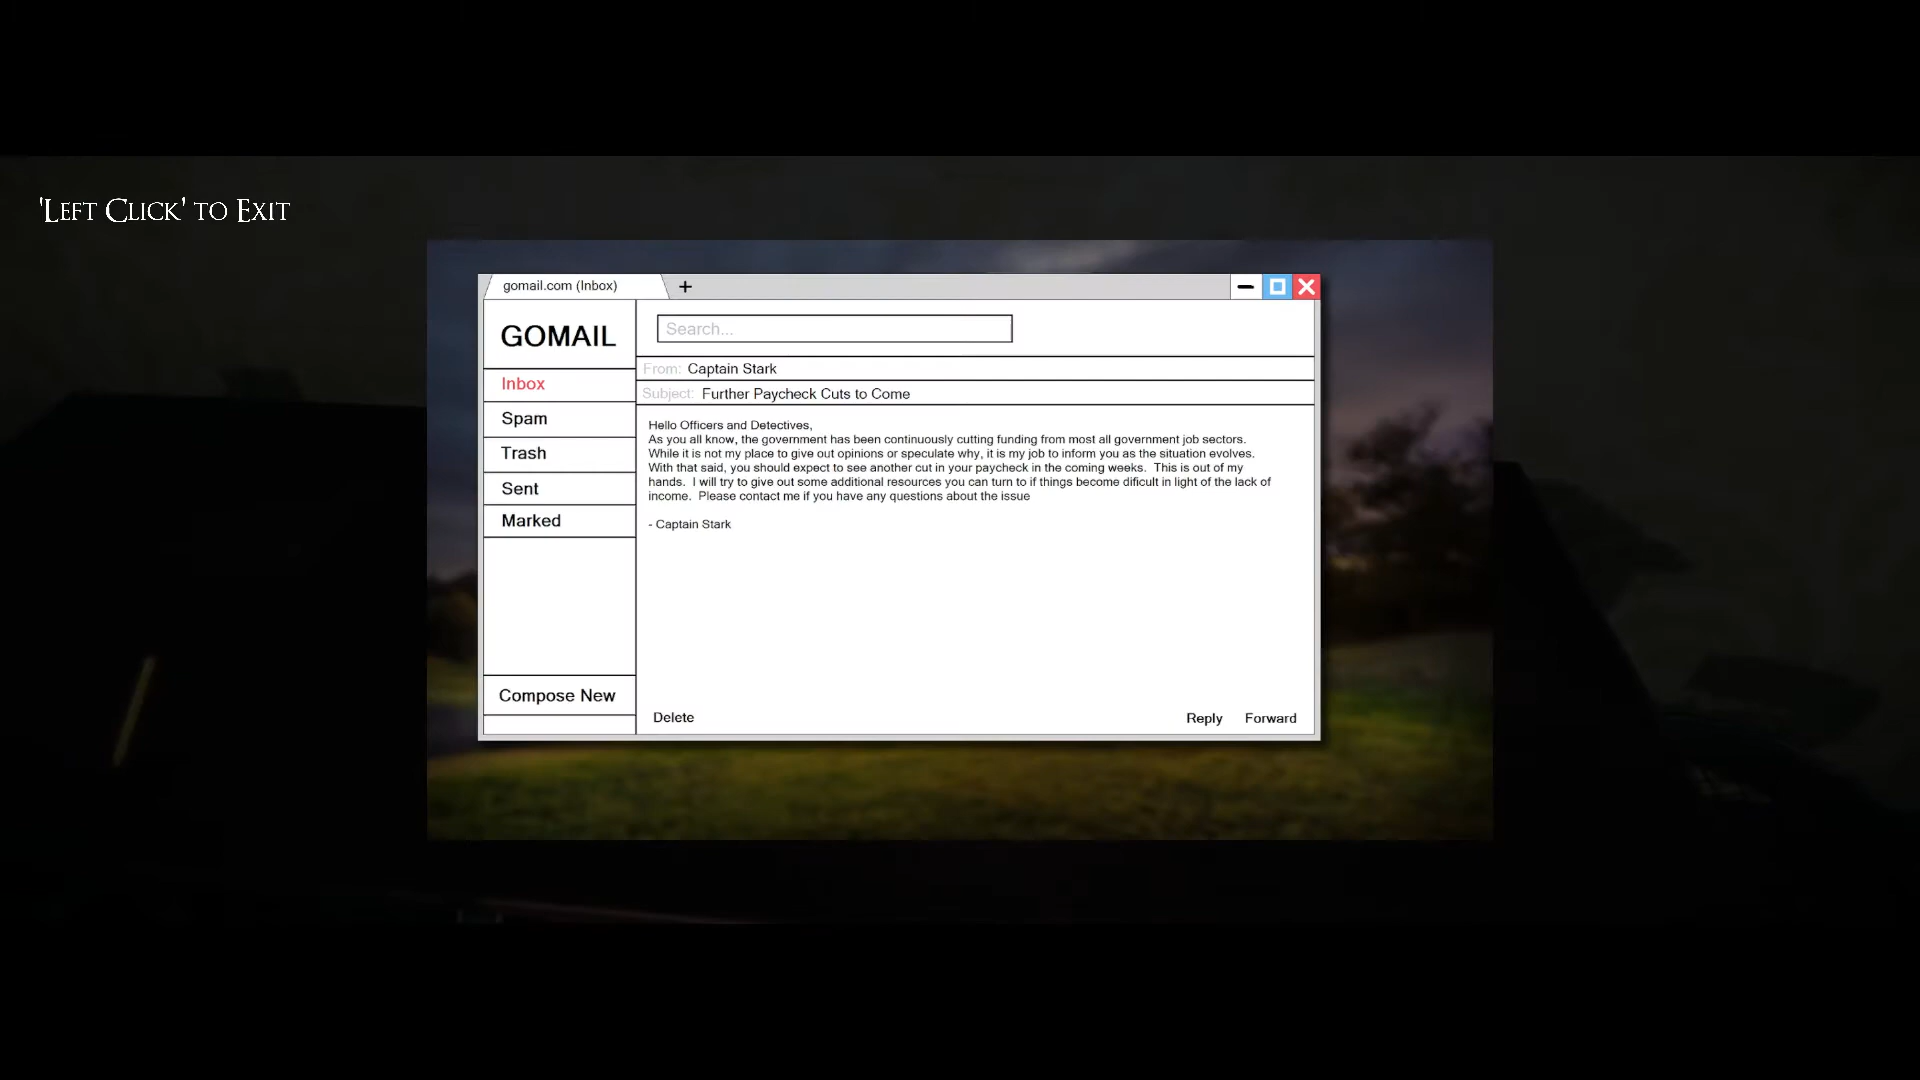 'Left Click' to Exit
gomail.com (Inbox)
+
GOMAIL
Search...
From: Captain Stark
Subject: Further Paycheck Cuts to Come
Inbox
Spam
Trash
Sent
Marked
Hello Officers and Detectives,
As you all know, the government has been continuously cutting funding from most all government job sectors.
While it is not my place to give out opinions or speculate why, it is my job to inform you as the situation evolves.
With that said, you should expect to see another cut in your paycheck in the coming weeks.  This is out of my
hands.  I will try to give out some additional resources you can turn to if things become dificult in light of the lack of
income.  Please contact me if you have any questions about the issue
- Captain Stark
Compose New
Delete
Reply Forward